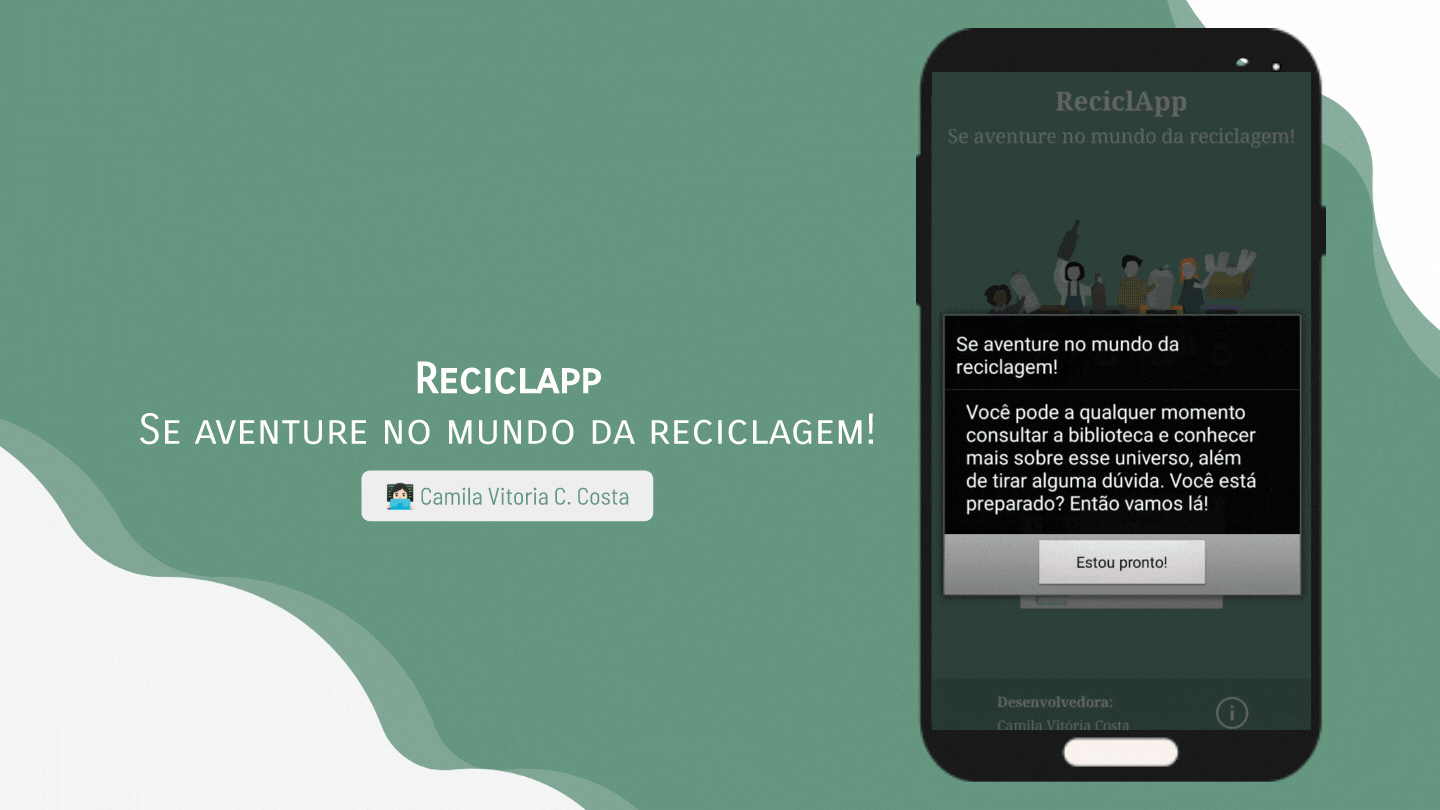 Reciclapp
Se aventure no mundo da reciclagem!
Camila Vitoria C. Costa
ReciclApp
Se aventure no mundo da reciclagem!
Se aventure no mundo da
reciclagem!
Você pode a qualquer momento
consultar a biblioteca e conhecer
mais sobre esse universo, além
de tirar alguma dúvida. Você está
preparado? Então vamos lá!
Estou pronto!
Desenvolvedora:
Camila Vitória Costa